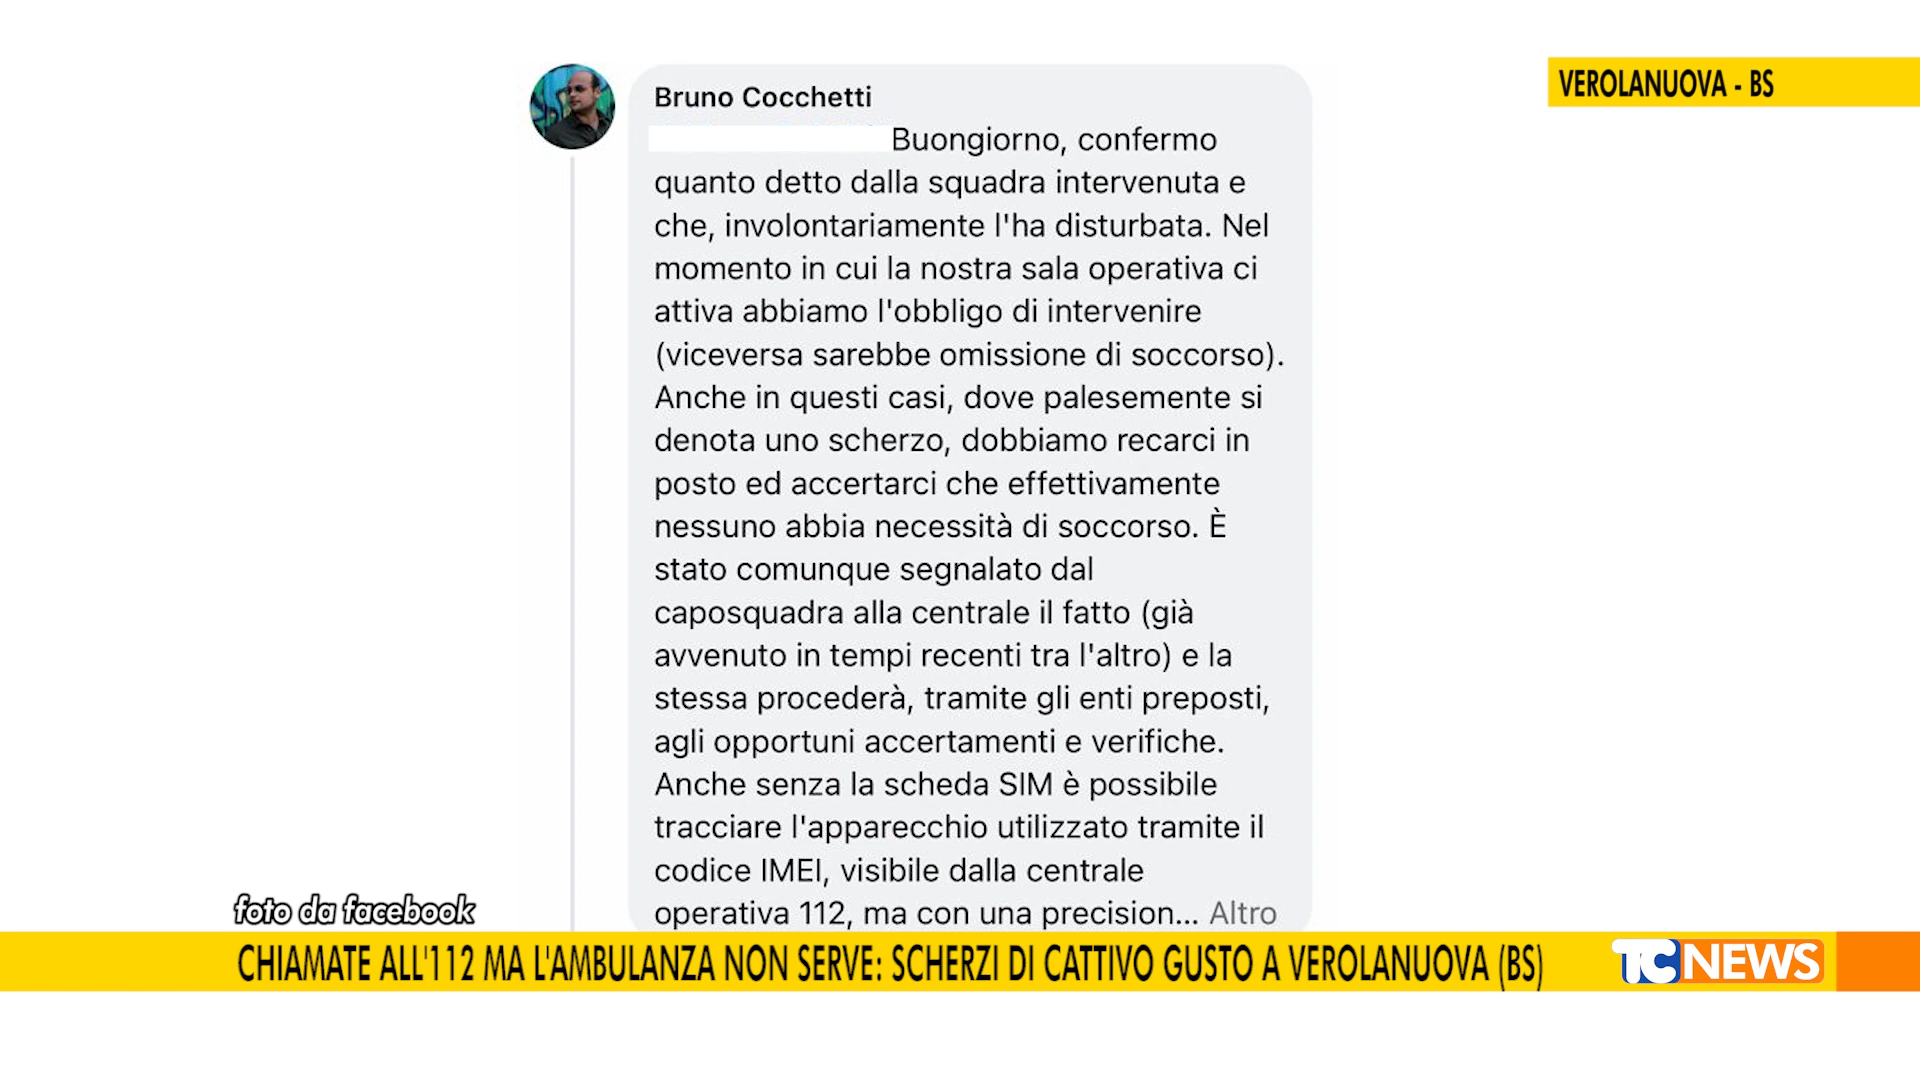 VEROLANUOVA - BS
Bruno Cocchetti
Buongiorno, confermo
quanto detto dalla squadra intervenuta e
che, involontariamente l'ha disturbata. Nel
momento in cui la nostra sala operativa ci
attiva abbiamo l'obbligo di intervenire
(viceversa sarebbe omissione di soccorso).
Anche in questi casi, dove palesemente si
denota uno scherzo, dobbiamo recarci in
posto ed accertarci che effettivamente
nessuno abbia necessità di soccorso. È
stato comunque segnalato dal
caposquadra alla centrale il fatto (già
avvenuto in tempi recenti tra l'altro) e la
stessa procederà, tramite gli enti preposti,
agli opportuni accertamenti e verifiche.
Anche senza la scheda SIM è possibile
tracciare l'apparecchio utilizzato tramite il
codice IMEI, visibile dalla centrale
operativa 112, ma con una precision... Altro
foto da facebook
CHIAMATE ALL'112 MA L'AMBULANZA NON SERVE: SCHERZI DI CATTIVO GUSTO A VEROLANUOVA (BS)
TC NEWS